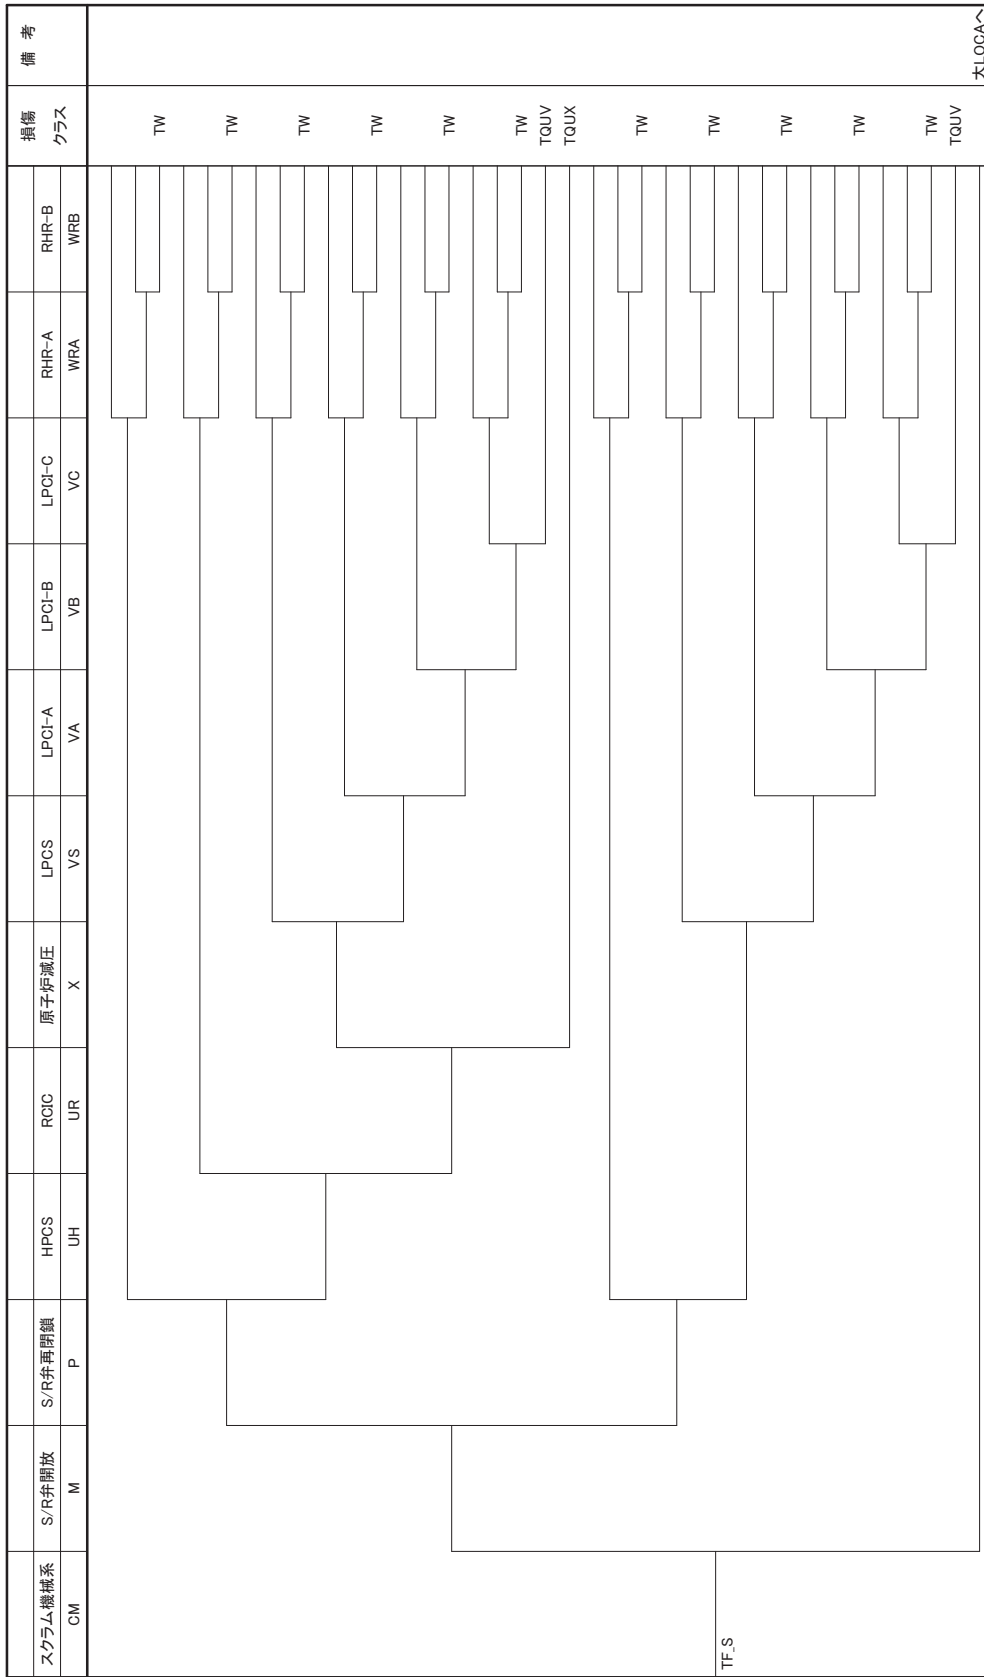 スクラム機械系 S/R弁開放 S/R弁再閉鎖 HPCS RCIC 原子炉減圧 LPCS LPCI-A LPCI-B LPCI-C RHR-A RHR-B 損傷 備 考
CM M P UH UR X VS VA VB VC WRA WRB クラス
TW
TW
TW
TW
TW
TW
TQUV
TQUX
TW
TW
TW
TW
TW
TQUV
TF_S
大LOCAへ